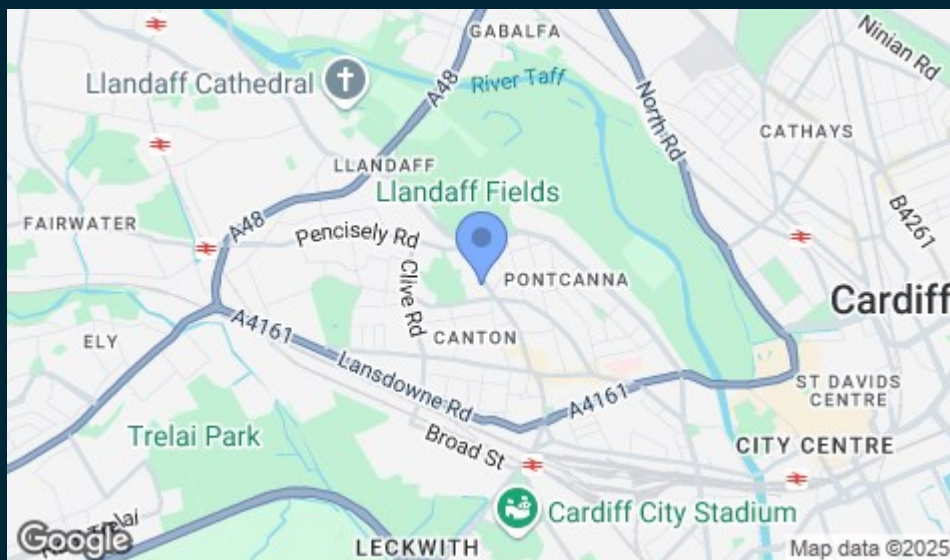 GABALFA
Ninian Rd
Llandaff Cathedral
A48
River Taff
North Rd
CATHAYS
LLANDAFF
Llandaff Fields
B4261
FAIRWATER
A48
Pencisely Rd
Clive Rd
PONTCANNA
Cardiff
ELY
A4161
CANTON
Lansdowne Rd
A4161
ST DAVIDS
CENTRE
Trelai Park
Broad St
CITY CENTRE
Cardiff City Stadium
Trelai
LECKWITH
Google
Map data ©2025